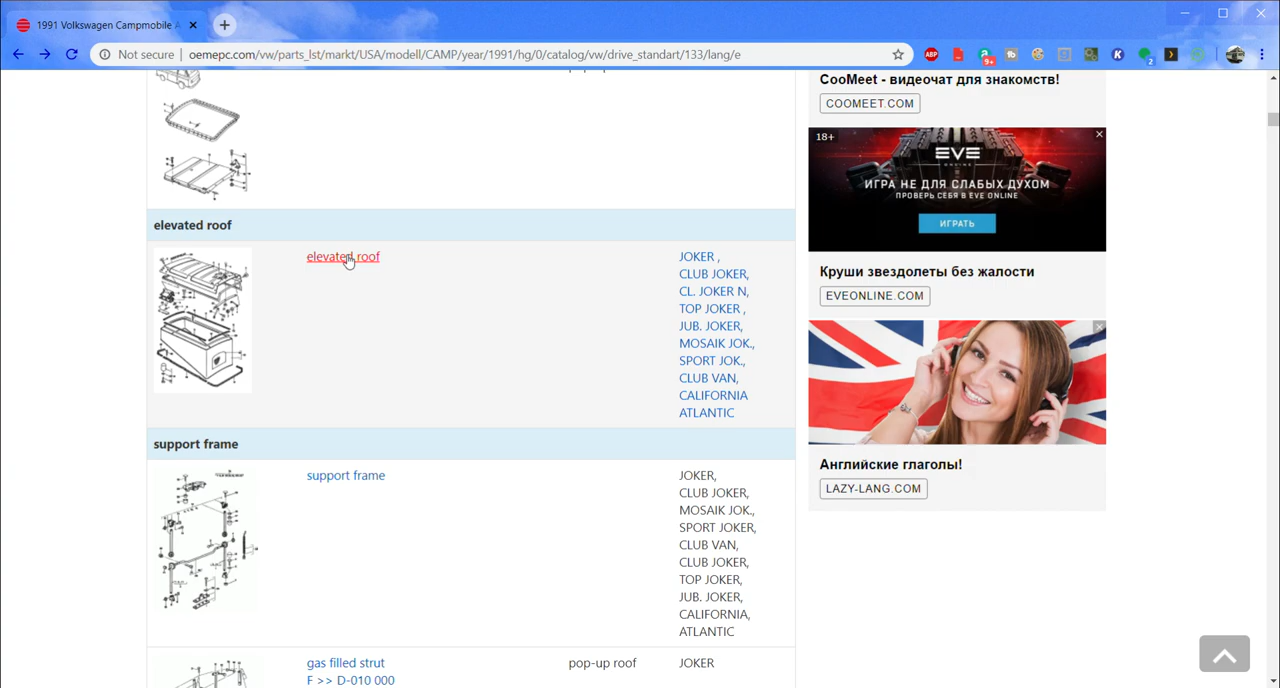 1991 Volkswagen Campmobile
Not secure
oemepc.com/vw/parts_lst/markt/USA/modell/CAMP/year/1991/hg/0/catalog/vw/drive_standart/133/lang/e
ABP
9+
K
2
elevated roof
elevated roof
JOKER ,
CLUB JOKER,
CL. JOKER N,
TOP JOKER ,
JUB. JOKER,
MOSAIK JOK.,
SPORT JOK.,
CLUB VAN,
CALIFORNIA
ATLANTIC
support frame
support frame
JOKER,
CLUB JOKER,
MOSAIK JOK.,
SPORT JOKER,
CLUB VAN,
CLUB JOKER,
TOP JOKER,
JUB. JOKER,
CALIFORNIA,
ATLANTIC
gas filled strut
F >> D-010 000
pop-up roof
JOKER
CooMeet - видеочат для знакомств!
COOMEET.COM
18+
EVE
ONLINE
ИГРА НЕ ДЛЯ СЛАБЫХ ДУХОМ
ПРОВЕРЬ СЕБЯ В EVE ONLINE
ИГРАТЬ
Круши звездолеты без жалости
EVEONLINE.COM
Английские глаголы!
LAZY-LANG.COM